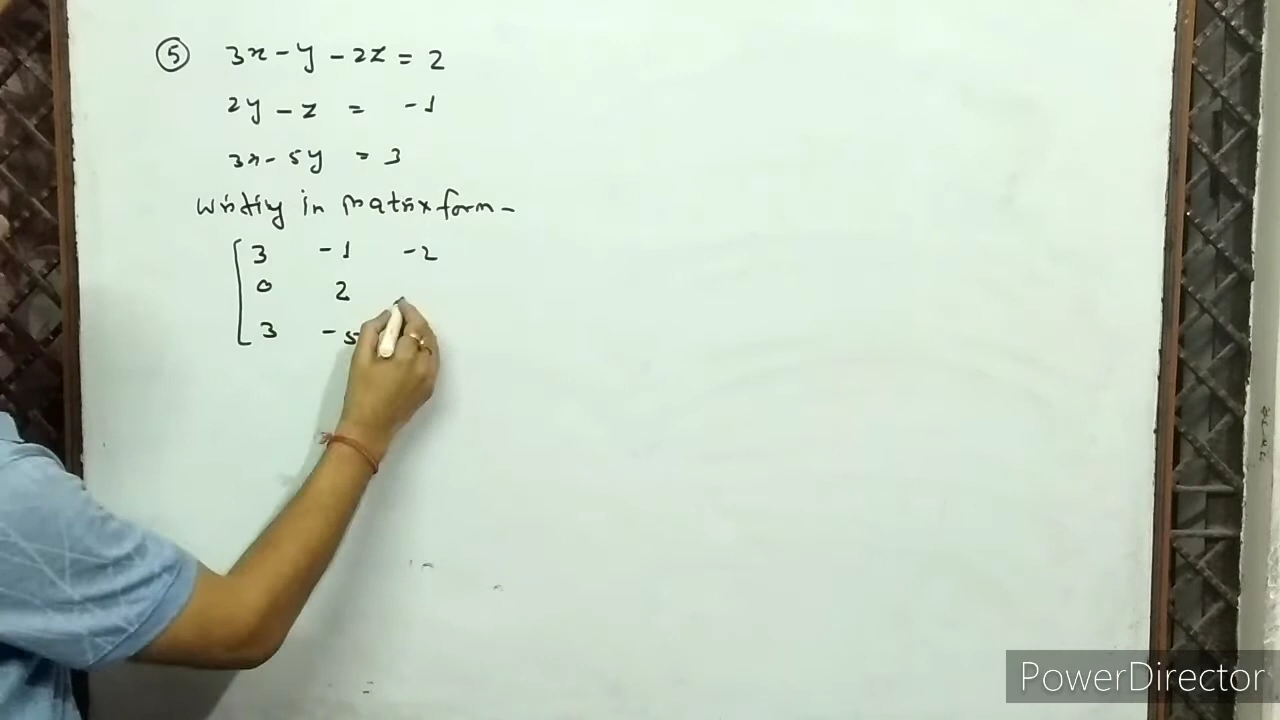 ⑤ 3x - y - 2z = 2
2y - z = -1
3x - 5y = 3
writing in matrix form -
3 -1 -2
0 2
3 -5
PowerDirector